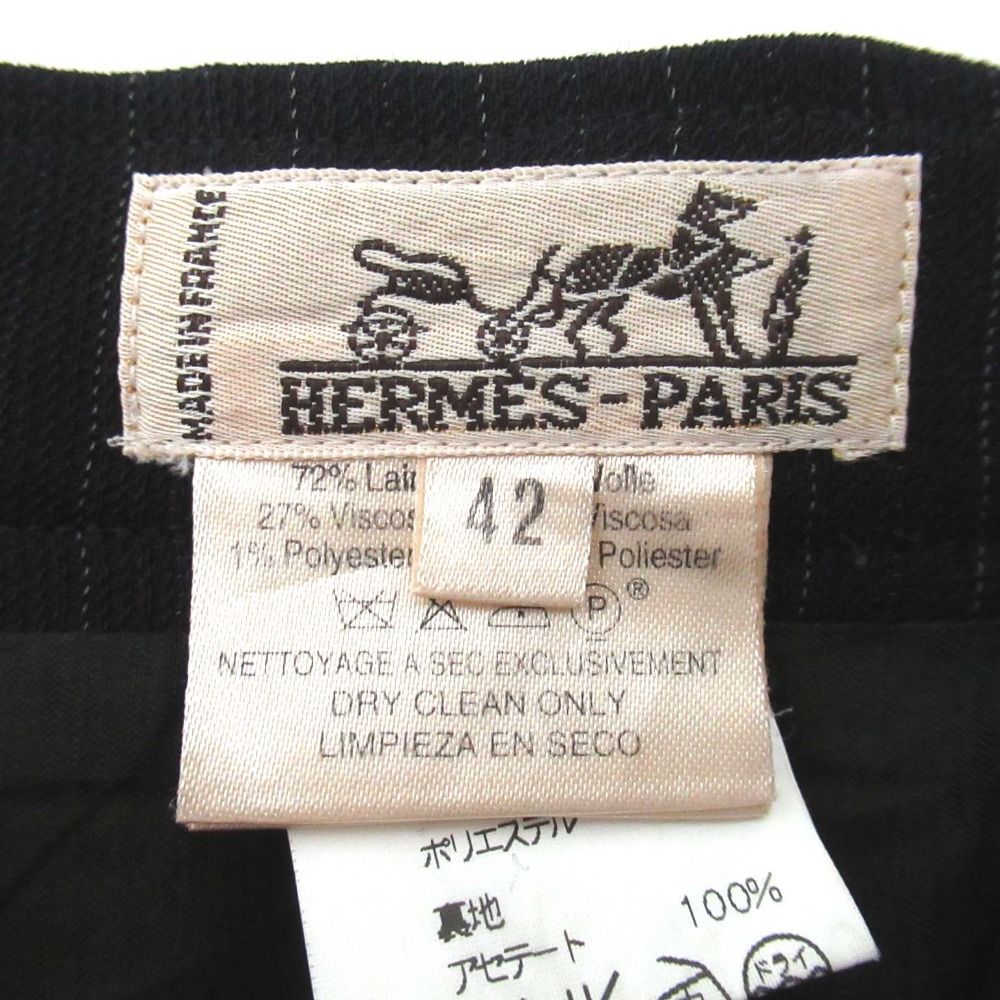 MADE IN FRANCE
HERMÈS-PARIS
42
72% Lain
27% Viscos Viscosa
1% Polyester Poliester
P®
NETTOYAGE A SEC EXCLUSIVEMENT
DRY CLEAN ONLY
LIMPIEZA EN SECO
ポリエステル
裏地
アセテート 100%
ドライ